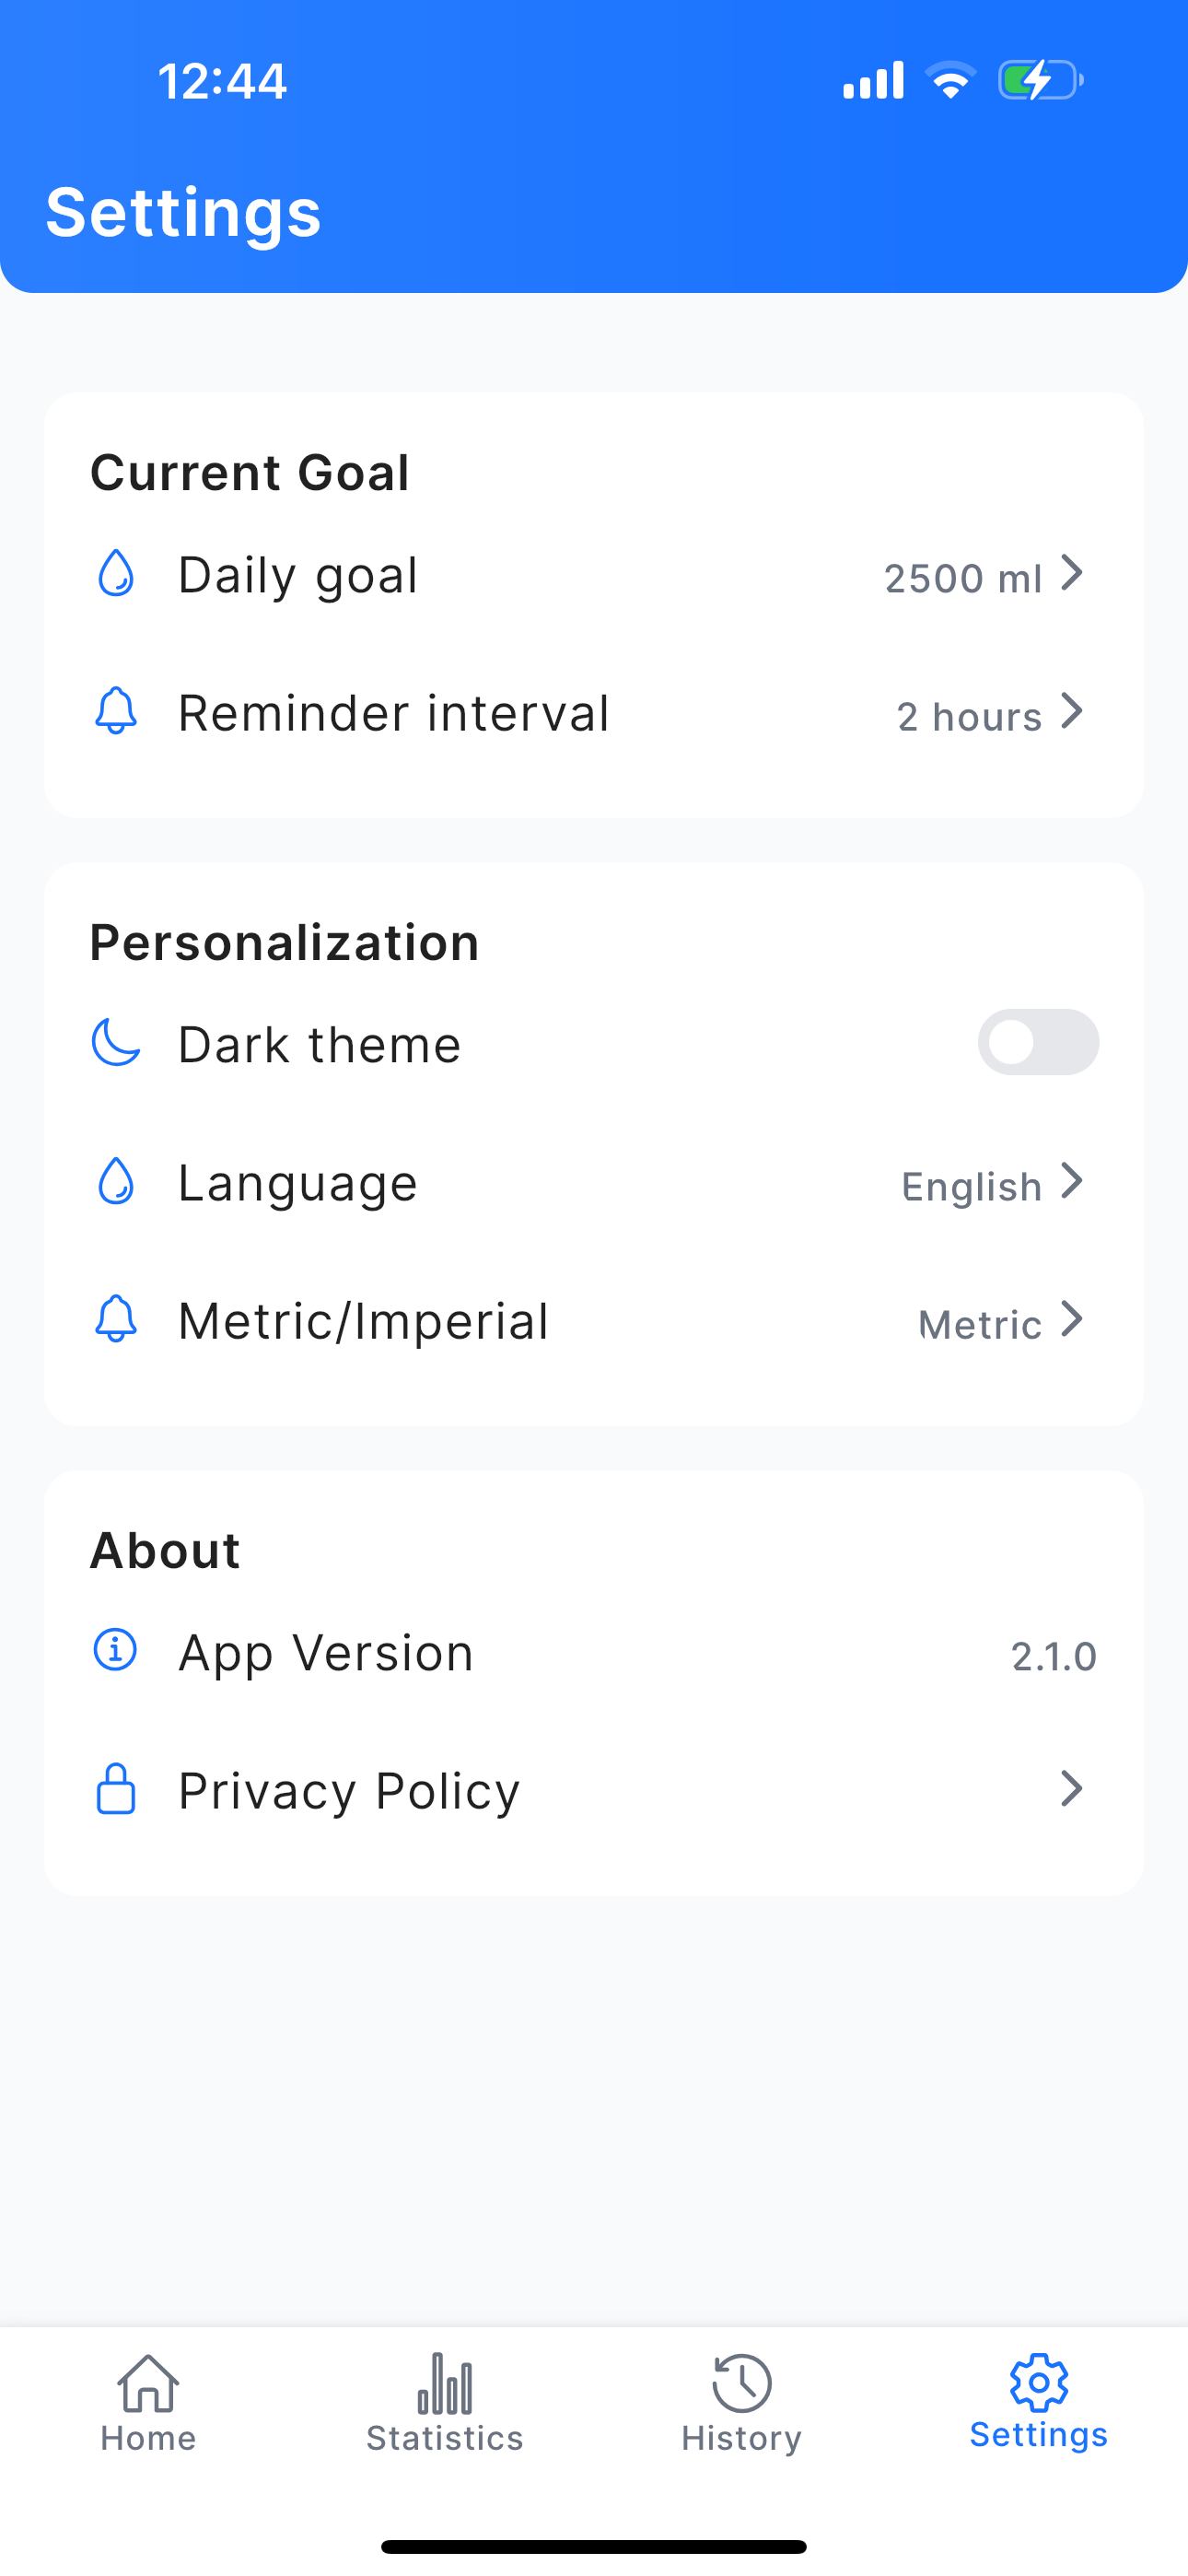 12:44
Settings
Current Goal
Daily goal 2500 ml
Reminder interval 2 hours
Personalization
Dark theme
Language English
Metric/Imperial Metric
About
App Version 2.1.0
Privacy Policy
Home Statistics History Settings